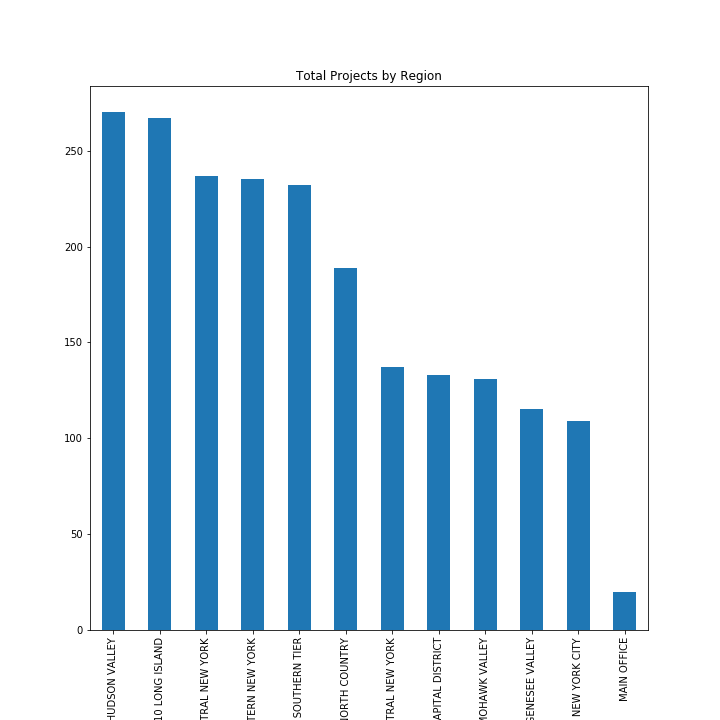 Total Projects by Region
250
200
150
100
50
0
HUDSON VALLEY
10 LONG ISLAND
TRAL NEW YORK
TERN NEW YORK
SOUTHERN TIER
NORTH COUNTRY
TRAL NEW YORK
APITAL DISTRICT
MOHAWK VALLEY
GENESEE VALLEY
NEW YORK CITY
MAIN OFFICE